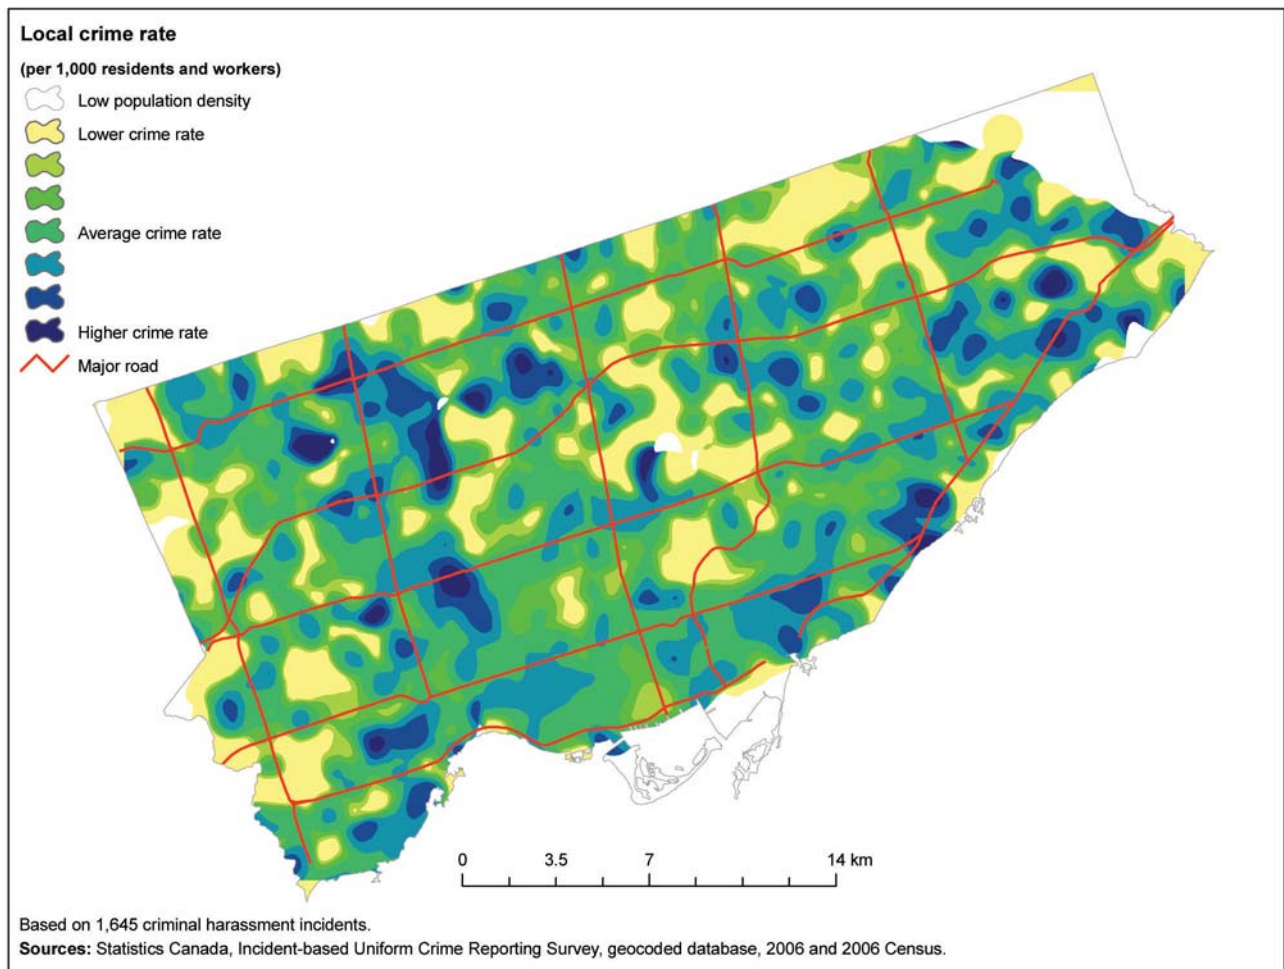 Local crime rate
(per 1,000 residents and workers)
Low population density
Lower crime rate
Average crime rate
Higher crime rate
Major road
0 3.5 7 14 km
Based on 1,645 criminal harassment incidents.
Sources: Statistics Canada, Incident-based Uniform Crime Reporting Survey, geocoded database, 2006 and 2006 Census.